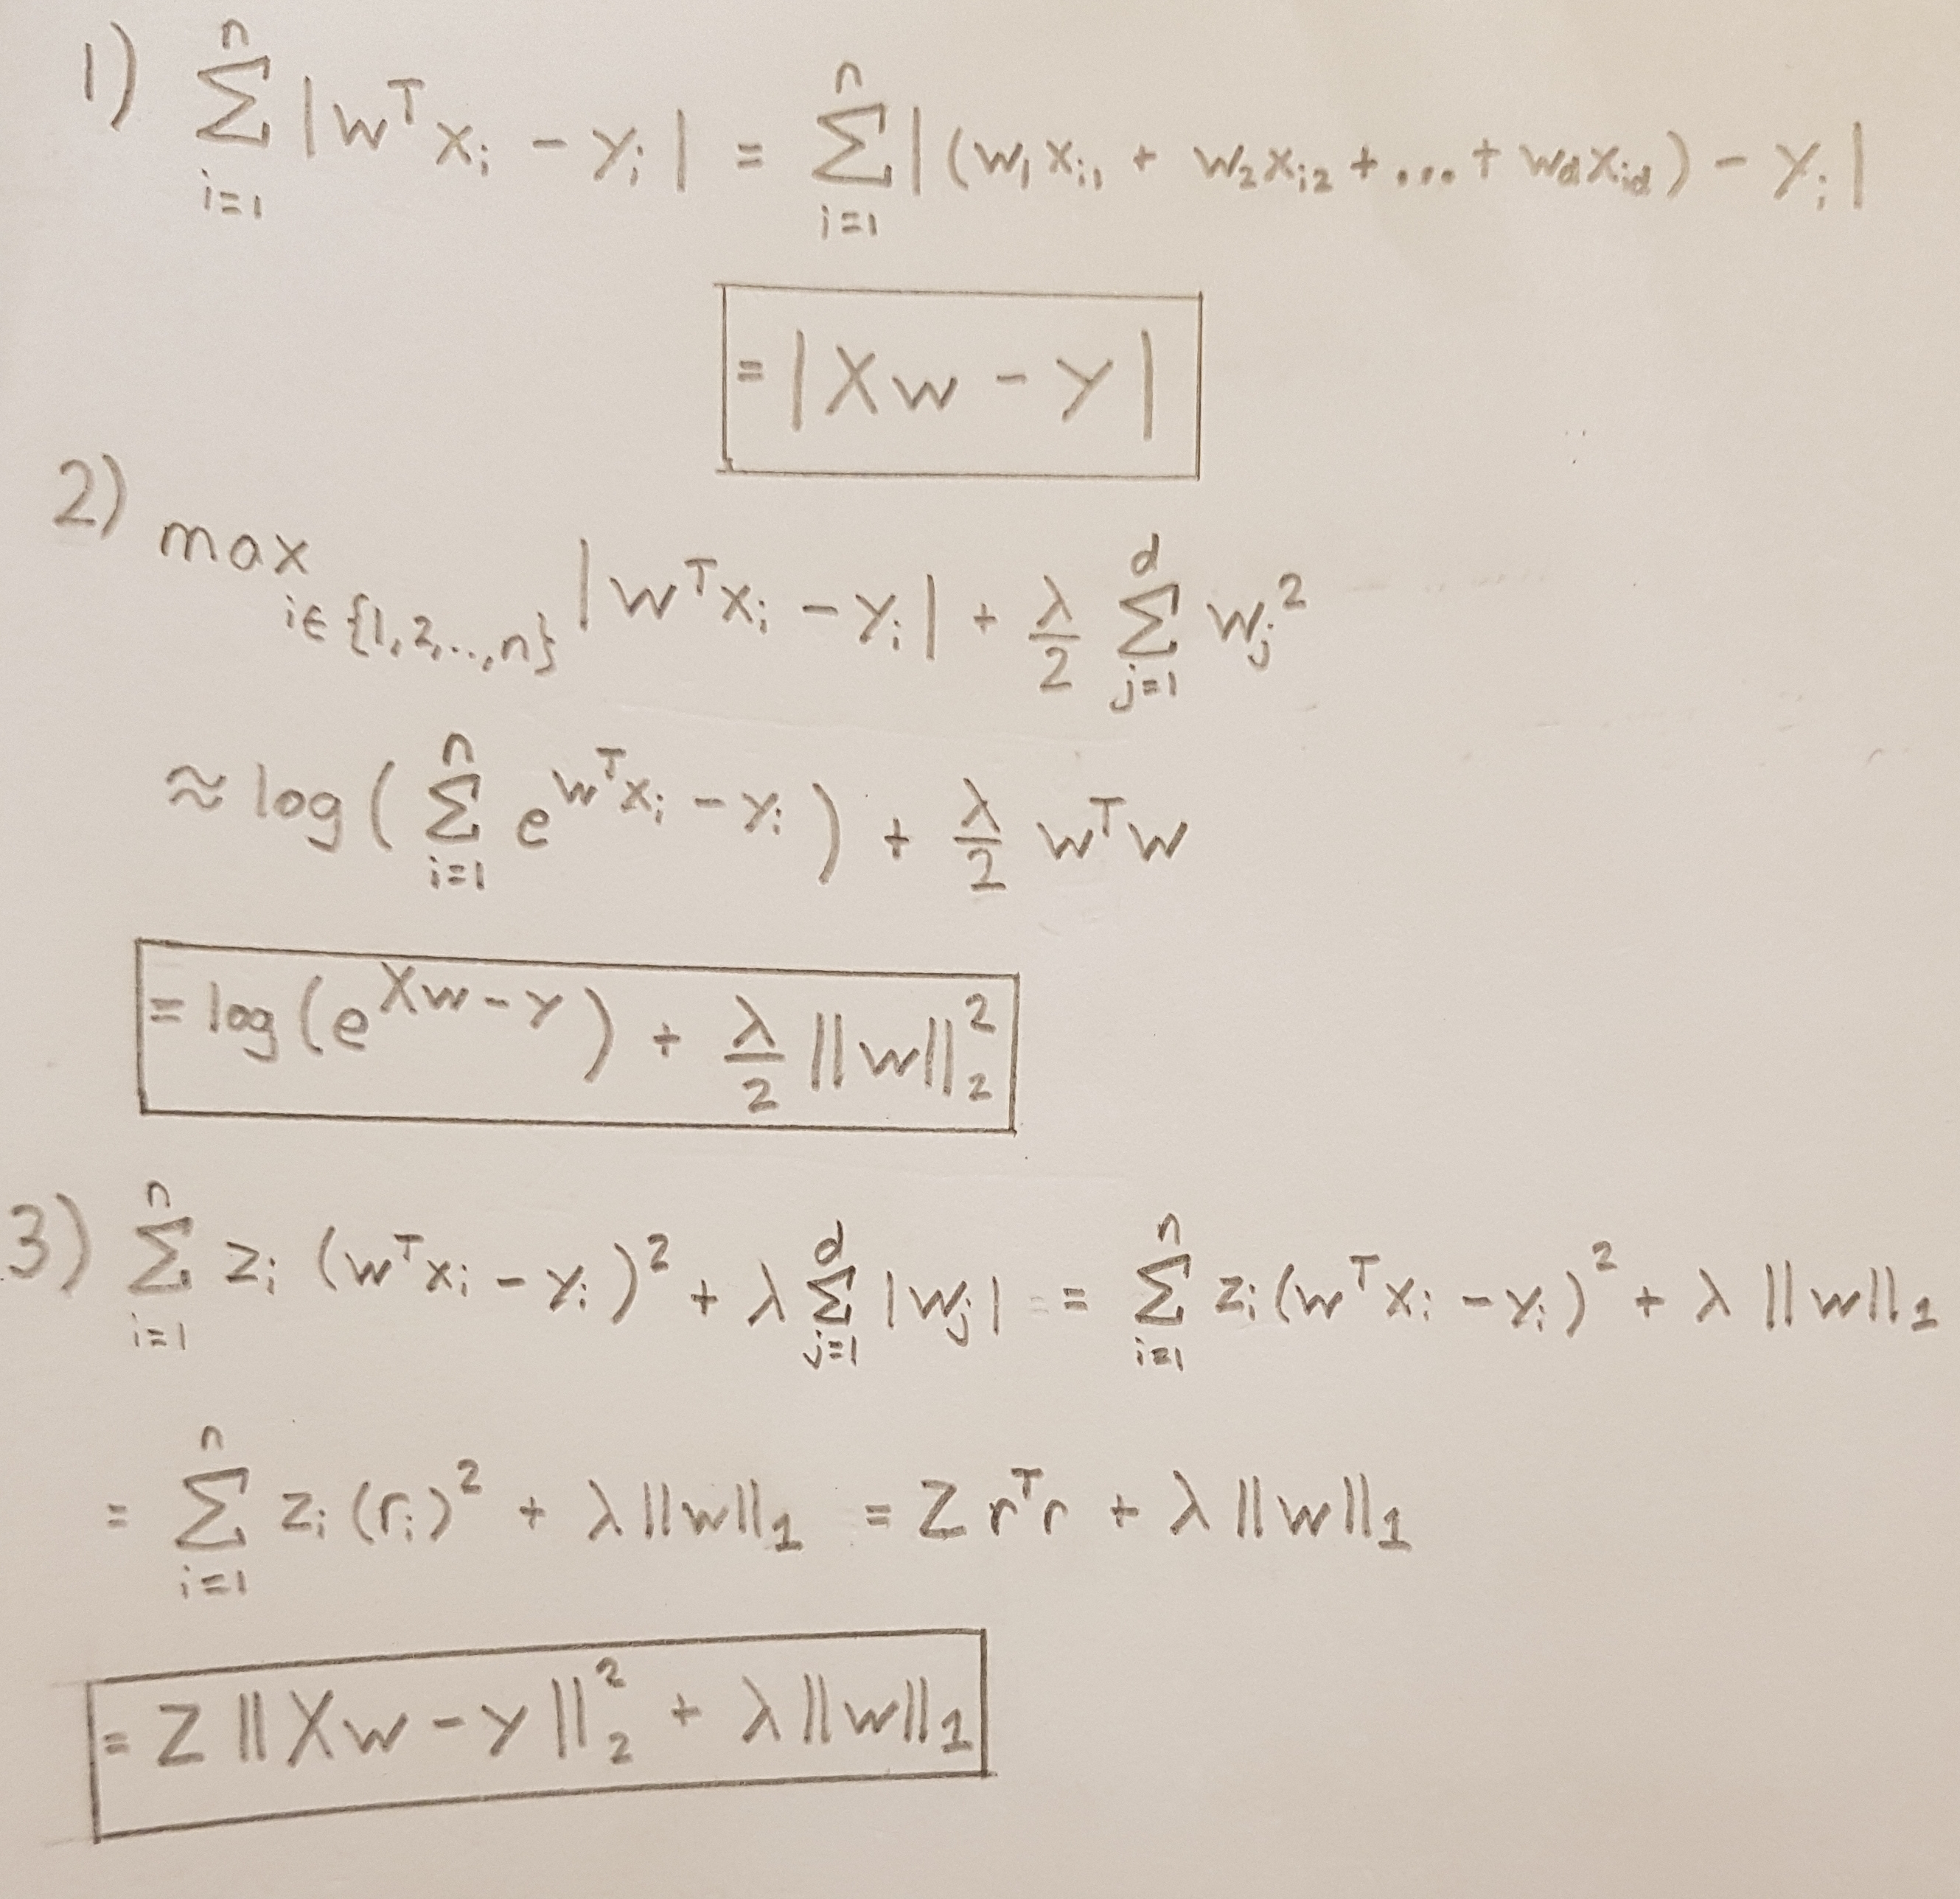 1) $\sum_{i=1}^{n} |w^T x_i - y_i| = \sum_{i=1}^{n} |(w_1 x_{i1} + w_2 x_{i2} + \dots + w_d x_{id}) - y_i|$
$= |Xw - y|$
2) $\max_{i \in \{1,2,..,n\}} |w^T x_i - y_i| + \frac{\lambda}{2} \sum_{j=1}^{d} w_j^2$
$\approx \log ( \sum_{i=1}^{n} e^{w^T x_i - y_i} ) + \frac{\lambda}{2} w^T w$
$= \log(e^{Xw - y}) + \frac{\lambda}{2} \|w\|_2^2$
3) $\sum_{i=1}^{n} z_i (w^T x_i - y_i)^2 + \lambda \sum_{j=1}^{d} |w_j| = \sum_{i=1}^{n} z_i (w^T x_i - y_i)^2 + \lambda \|w\|_1$
$= \sum_{i=1}^{n} z_i (r_i)^2 + \lambda \|w\|_1 = Z r^T r + \lambda \|w\|_1$
$= Z \|Xw - y\|_2^2 + \lambda \|w\|_1$